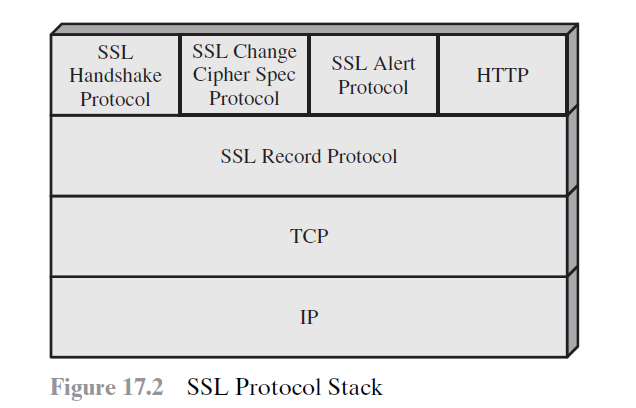 SSL
Handshake
Protocol
SSL Change
Cipher Spec
Protocol
SSL Alert
Protocol
HTTP
SSL Record Protocol
TCP
IP
Figure 17.2 SSL Protocol Stack